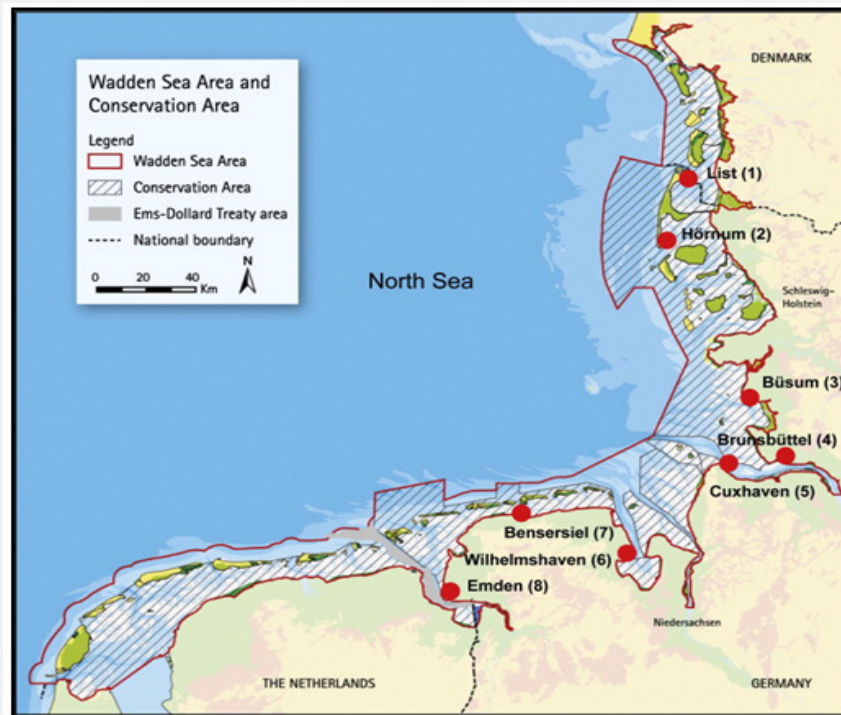 DENMARK
Wadden Sea Area and
Conservation Area
Legend
Wadden Sea Area
Conservation Area
Ems-Dollard Treaty area
National boundary
N
0 20 40
Km
List (1)
Hörnum (2)
North Sea
Schleswig-
Holstein
Büsum (3)
Brunsbüttel (4)
Cuxhaven (5)
Bensersiel (7)
Wilhelmshaven (6)
Emden (8)
Niedersachsen
THE NETHERLANDS
GERMANY